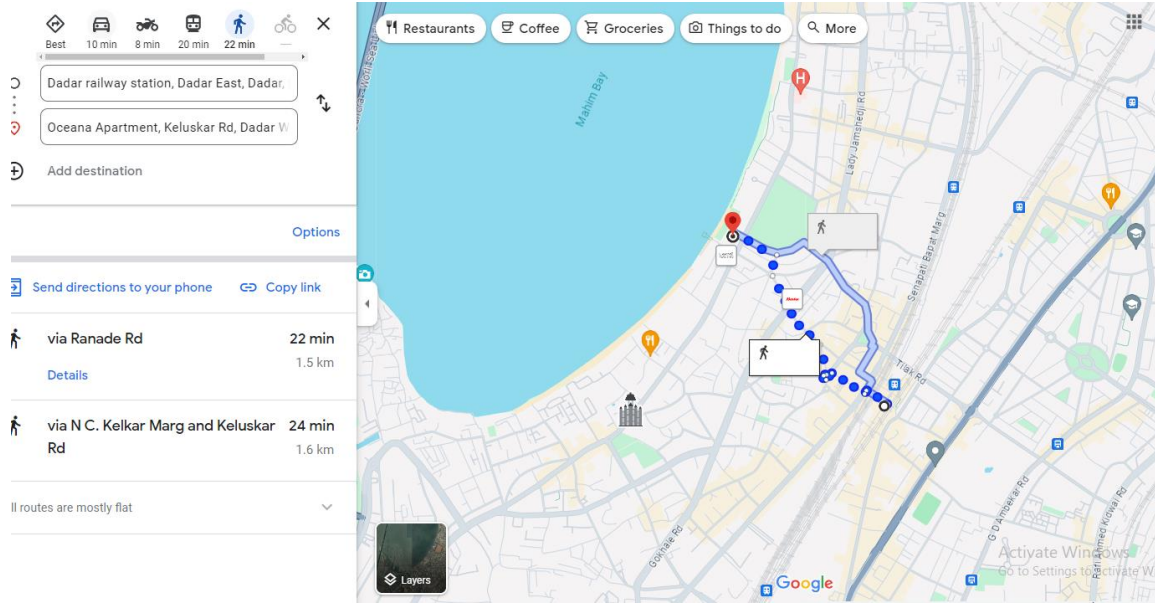 Best
10 min
8 min
20 min
22 min
Dadar railway station, Dadar East, Dadar,
Oceana Apartment, Keluskar Rd, Dadar W
Add destination
Options
Send directions to your phone
Copy link
via Ranade Rd
22 min
1.5 km
Details
via N C. Kelkar Marg and Keluskar
Rd
24 min
1.6 km
ll routes are mostly flat
Restaurants
Coffee
Groceries
Things to do
More
Mahim Bay
H
Lady Jamshedji Rd
Senapati Bapat Marg
Tilak Rd
Gokhale Rd
G D Ambekar Rd
Rafi Ahmed Kidwai Rd
Layers
Google
Activate Windows
Go to Settings to activate W